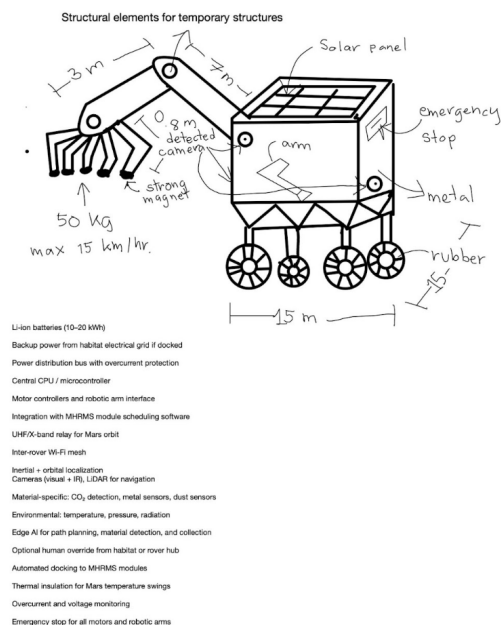 Structural elements for temporary structures
Solar panel
3 m
7m
emergency
stop
0.8m
detected
camera
arm
strong
magnet
metal
50 kg
max 15 km/hr.
rubber
15
15 m
Li-ion batteries (10–20 kWh)
Backup power from habitat electrical grid if docked
Power distribution bus with overcurrent protection
Central CPU / microcontroller
Motor controllers and robotic arm interface
Integration with MHRMS module scheduling software
UHF/X-band relay for Mars orbit
Inter-rover Wi-Fi mesh
Inertial + orbital localization
Cameras (visual + IR), LiDAR for navigation
Material-specific: CO₂ detection, metal sensors, dust sensors
Environmental: temperature, pressure, radiation
Edge AI for path planning, material detection, and collection
Optional human override from habitat or rover hub
Automated docking to MHRMS modules
Thermal insulation for Mars temperature swings
Overcurrent and voltage monitoring
Emergency stop for all motors and robotic arms